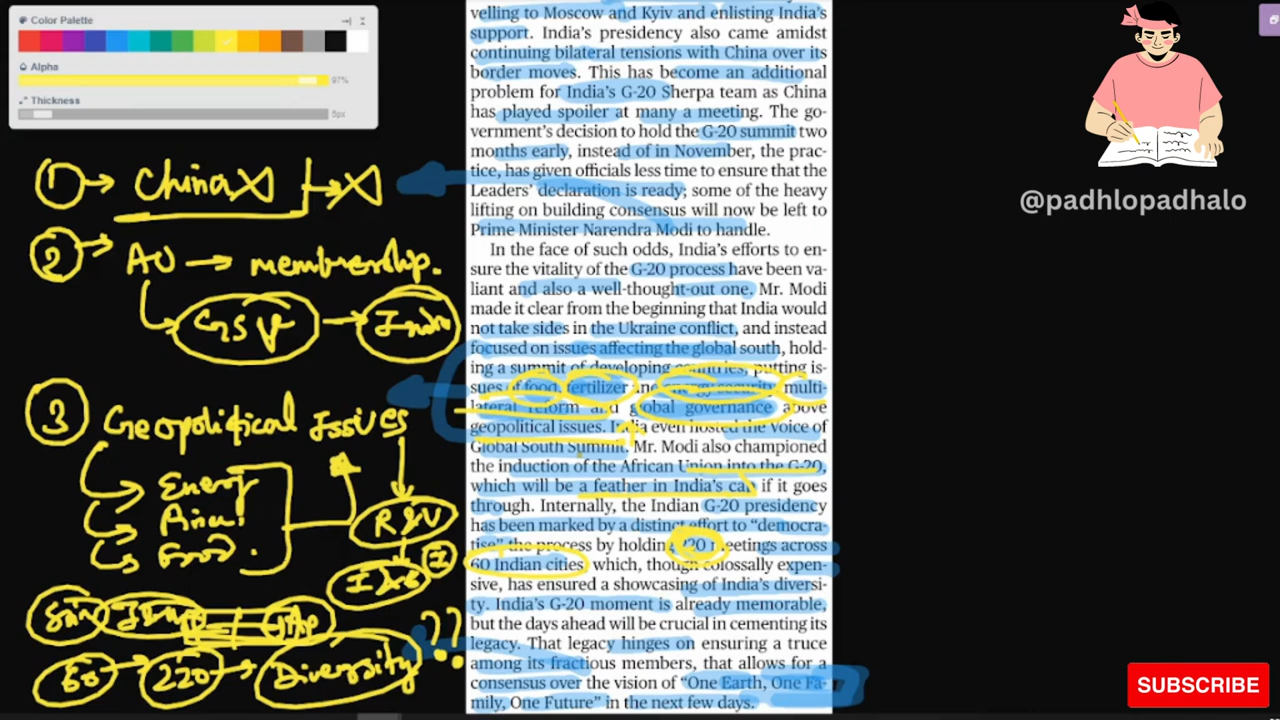 Color Palette
Alpha
97%
Thickness
5px
① → China X → X
② → AU → membership.
GSV → India
③ Geopolitical Issues
Energy
Food.
R & U
60 → 220 → Diversity ??
velling to Moscow and Kyiv and enlisting India's
support. India's presidency also came amidst
continuing bilateral tensions with China over its
border moves. This has become an additional
problem for India's G-20 Sherpa team as China
has played spoiler at many a meeting. The go-
vernment's decision to hold the G-20 summit two
months early, instead of in November, the prac-
tice, has given officials less time to ensure that the
Leaders' declaration is ready; some of the heavy
lifting on building consensus will now be left to
Prime Minister Narendra Modi to handle.
In the face of such odds, India's efforts to en-
sure the vitality of the G-20 process have been va-
liant and also a well-thought-out one. Mr. Modi
made it clear from the beginning that India would
not take sides in the Ukraine conflict, and instead
focused on issues affecting the global south, hold-
ing a summit of developing countries, putting is-
sues of food, fertilizer and energy security, multi-
lateral reform and global governance above
geopolitical issues. India even hosted the Voice of
Global South Summit. Mr. Modi also championed
the induction of the African Union into the G-20,
which will be a feather in India's cap if it goes
through. Internally, the Indian G-20 presidency
has been marked by a distinct effort to “democra-
tise” the process by holding 220 meetings across
60 Indian cities which, though colossally expen-
sive, has ensured a showcasing of India's diversi-
ty. India's G-20 moment is already memorable,
but the days ahead will be crucial in cementing its
legacy. That legacy hinges on ensuring a truce
among its fractious members, that allows for a
consensus over the vision of “One Earth, One Fa-
mily, One Future” in the next few days.
@padhlopadhalo
SUBSCRIBE